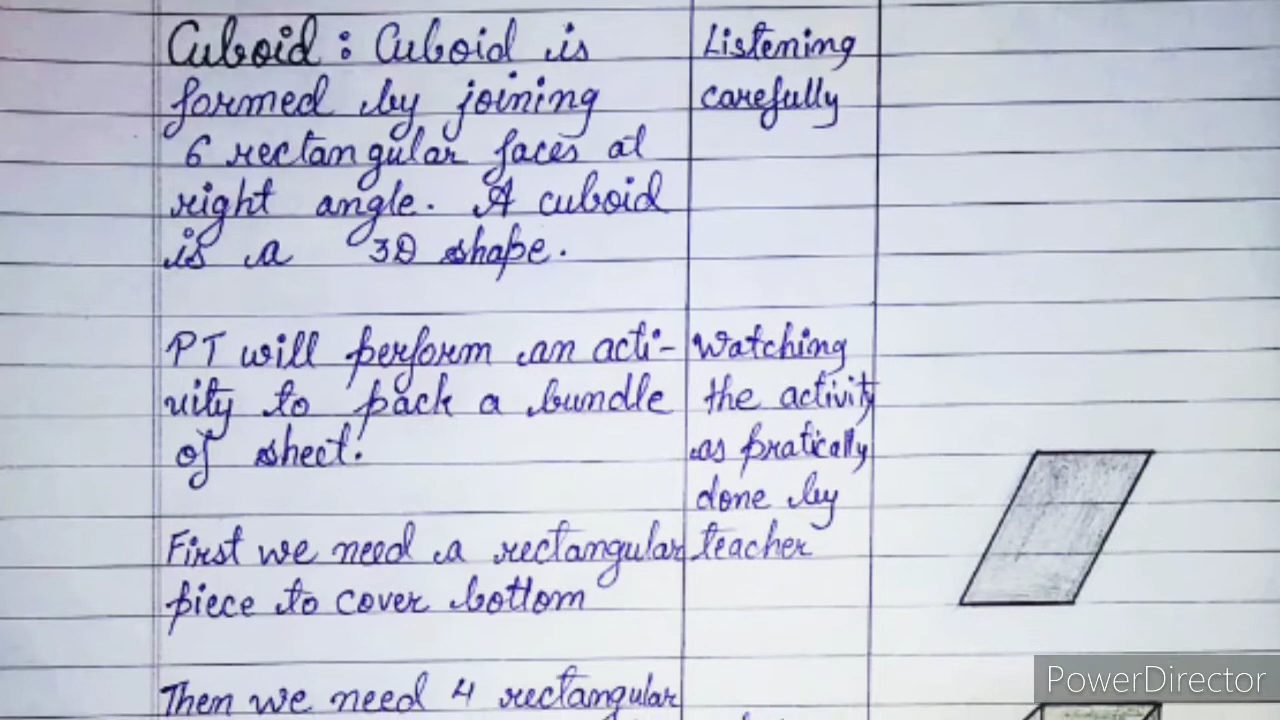 Cuboid : Cuboid is
formed by joining
6 rectangular faces at
right angle. A cuboid
is a 3D shape.
Listening
carefully
PT will perform an acti-
vity to pack a bundle
of sheet.
Watching
the activity
as pratically
done by
teacher
First we need a rectangular
piece to cover bottom
Then we need 4 rectangular
PowerDirector